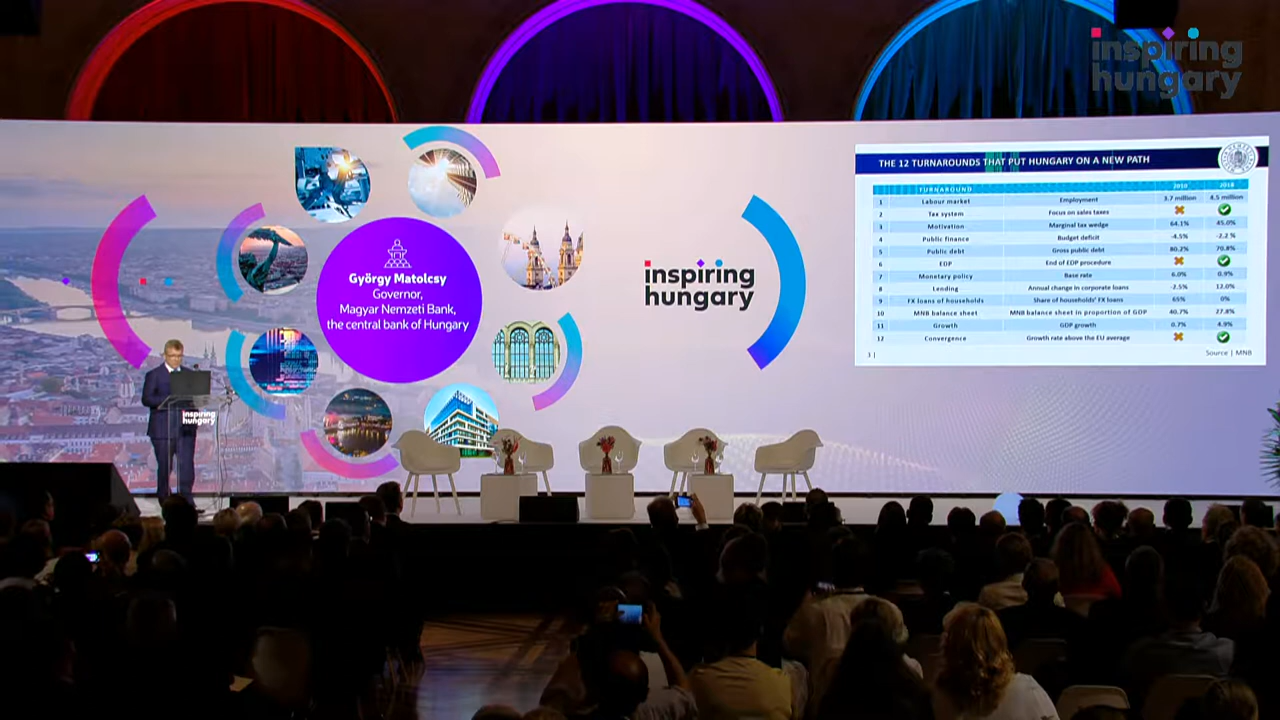 inspiring
hungary
György Matolcsy
Governor,
Magyar Nemzeti Bank,
the central bank of Hungary
inspiring
hungary
THE 12 TURNAROUNDS THAT PUT HUNGARY ON A NEW PATH
TURNAROUND 2010 2018
1 Labour market Employment 3.7 million 4.5 million
2 Tax system Focus on sales taxes
3 Motivation Marginal tax wedge 64.1% 45.0%
4 Public finance Budget deficit -4.5% -2.2 %
5 Public debt Gross public debt 80.2% 70.8%
6 EDP End of EDP procedure
7 Monetary policy Base rate 6.0% 0.9%
8 Lending Annual change in corporate loans -2.5% 12.0%
9 FX loans of households Share of households' FX loans 65% 0%
10 MNB balance sheet MNB balance sheet in proportion of GDP 40.7% 27.8%
11 Growth GDP growth 0.7% 4.9%
12 Convergence Growth rate above the EU average
3 |
Source | MNB
inspiring
hungary